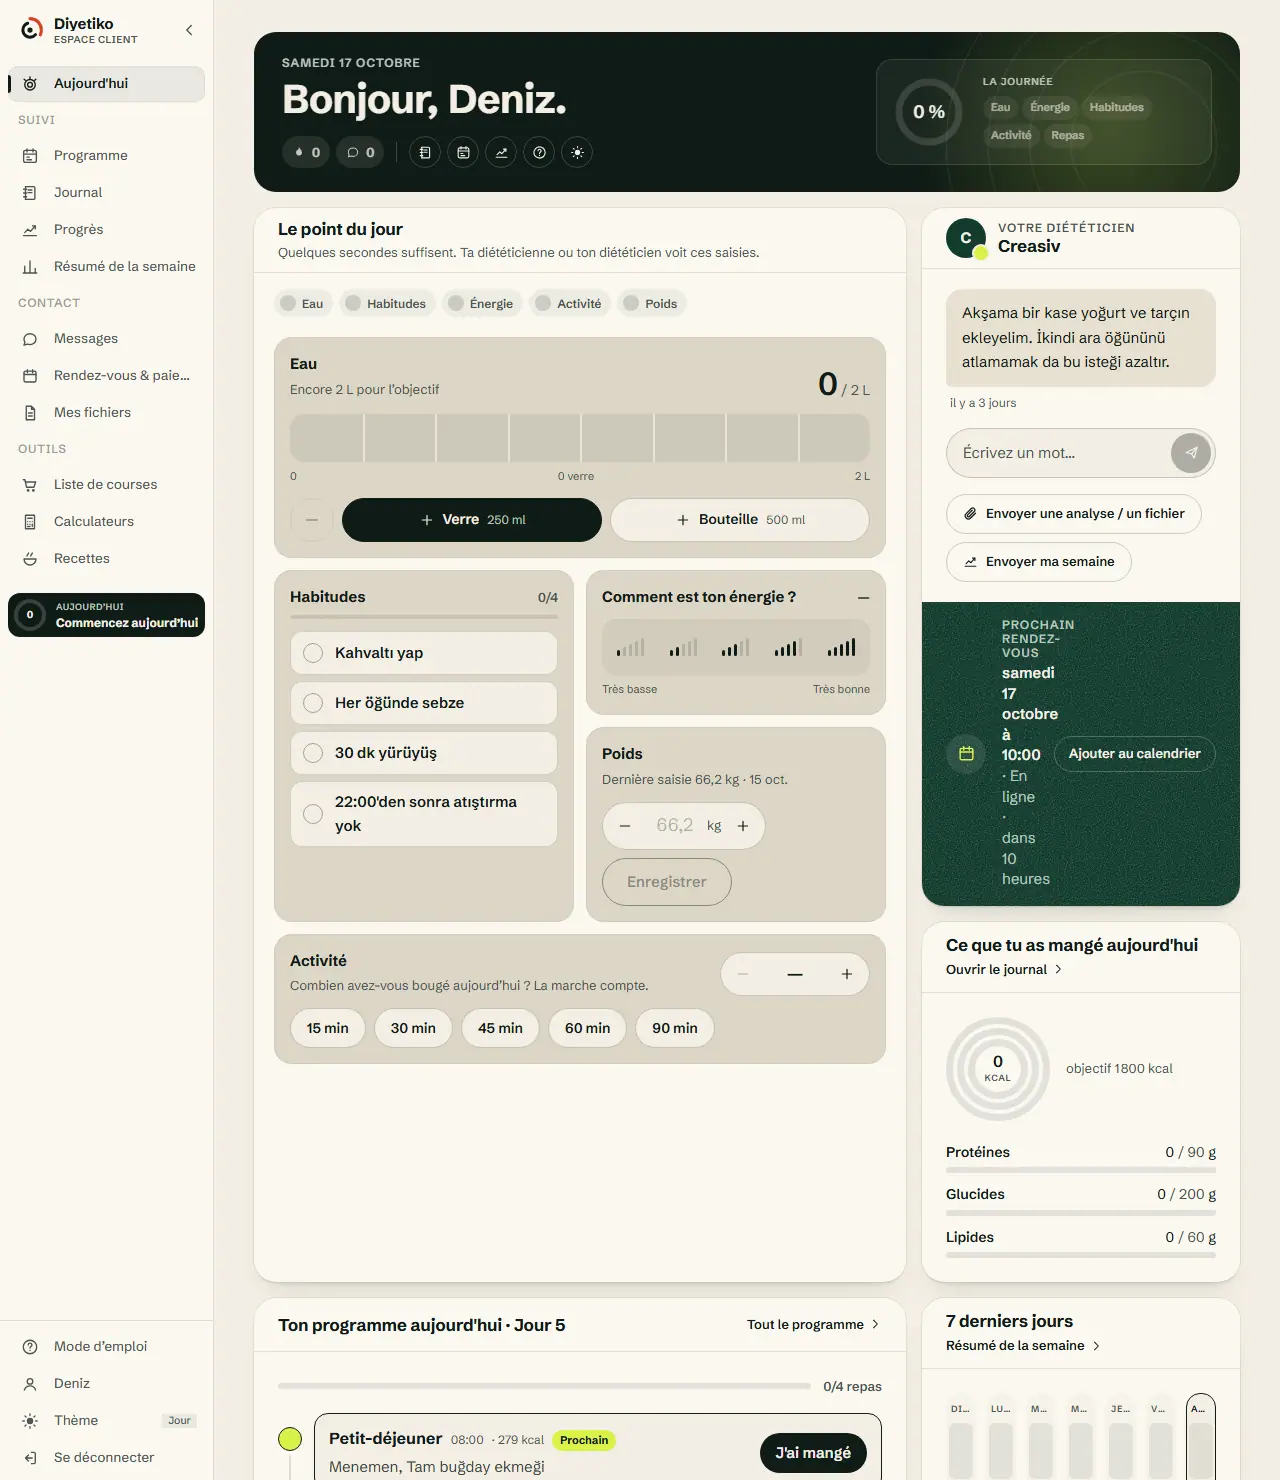 Diyetiko
ESPACE CLIENT
Aujourd'hui
SUIVI
Programme
Journal
Progrès
Résumé de la semaine
CONTACT
Messages
Rendez-vous & paie...
Mes fichiers
OUTILS
Liste de courses
Calculateurs
Recettes
0
AUJOURD'HUI
Commencez aujourd'hui
Mode d'emploi
Deniz
Thème
Jour
Se déconnecter
SAMEDI 17 OCTOBRE
Bonjour, Deniz.
0
0
0 %
LA JOURNÉE
Eau Énergie Habitudes
Activité Repas
Le point du jour
Quelques secondes suffisent. Ta diététicienne ou ton diététicien voit ces saisies.
Eau Habitudes Énergie Activité Poids
Eau
Encore 2 L pour l'objectif
0 / 2 L
0 0 verre 2 L
Verre 250 ml
Bouteille 500 ml
Habitudes 0/4
Kahvaltı yap
Her öğünde sebze
30 dk yürüyüş
22:00'den sonra atıştırma
yok
Comment est ton énergie ? —
Très basse Très bonne
Poids
Dernière saisie 66,2 kg · 15 oct.
− 66,2 kg +
Enregistrer
Activité
Combien avez-vous bougé aujourd'hui ? La marche compte.
− — +
15 min 30 min 45 min 60 min 90 min
C
VOTRE DIÉTÉTICIEN
Creasiv
Akşama bir kase yoğurt ve tarçın
ekleyelim. İkindi ara öğününü
atlamamak da bu isteği azaltır.
il y a 3 jours
Écrivez un mot...
Envoyer une analyse / un fichier
Envoyer ma semaine
PROCHAIN
RENDEZ-
VOUS
samedi
17
octobre
à
10:00
· En
ligne
·
dans
10
heures
Ajouter au calendrier
Ce que tu as mangé aujourd'hui
Ouvrir le journal
0
KCAL
objectif 1800 kcal
Protéines 0 / 90 g
Glucides 0 / 200 g
Lipides 0 / 60 g
Ton programme aujourd'hui · Jour 5
Tout le programme
0/4 repas
Petit-déjeuner 08:00 · 279 kcal Prochain
Menemen, Tam buğday ekmeği
J'ai mangé
7 derniers jours
Résumé de la semaine
DI... LU... M... M... JE... V... A...